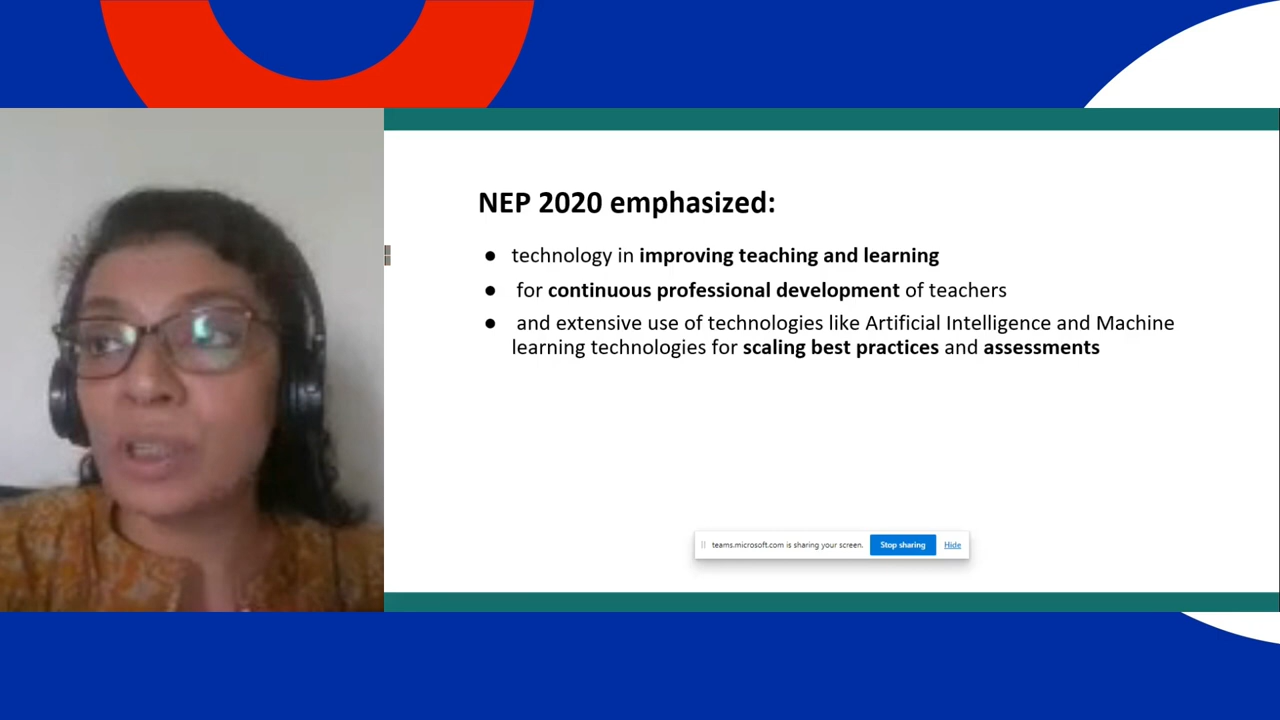 NEP 2020 emphasized:
● technology in improving teaching and learning
● for continuous professional development of teachers
● and extensive use of technologies like Artificial Intelligence and Machine
learning technologies for scaling best practices and assessments
teams.microsoft.com is sharing your screen. Stop sharing Hide